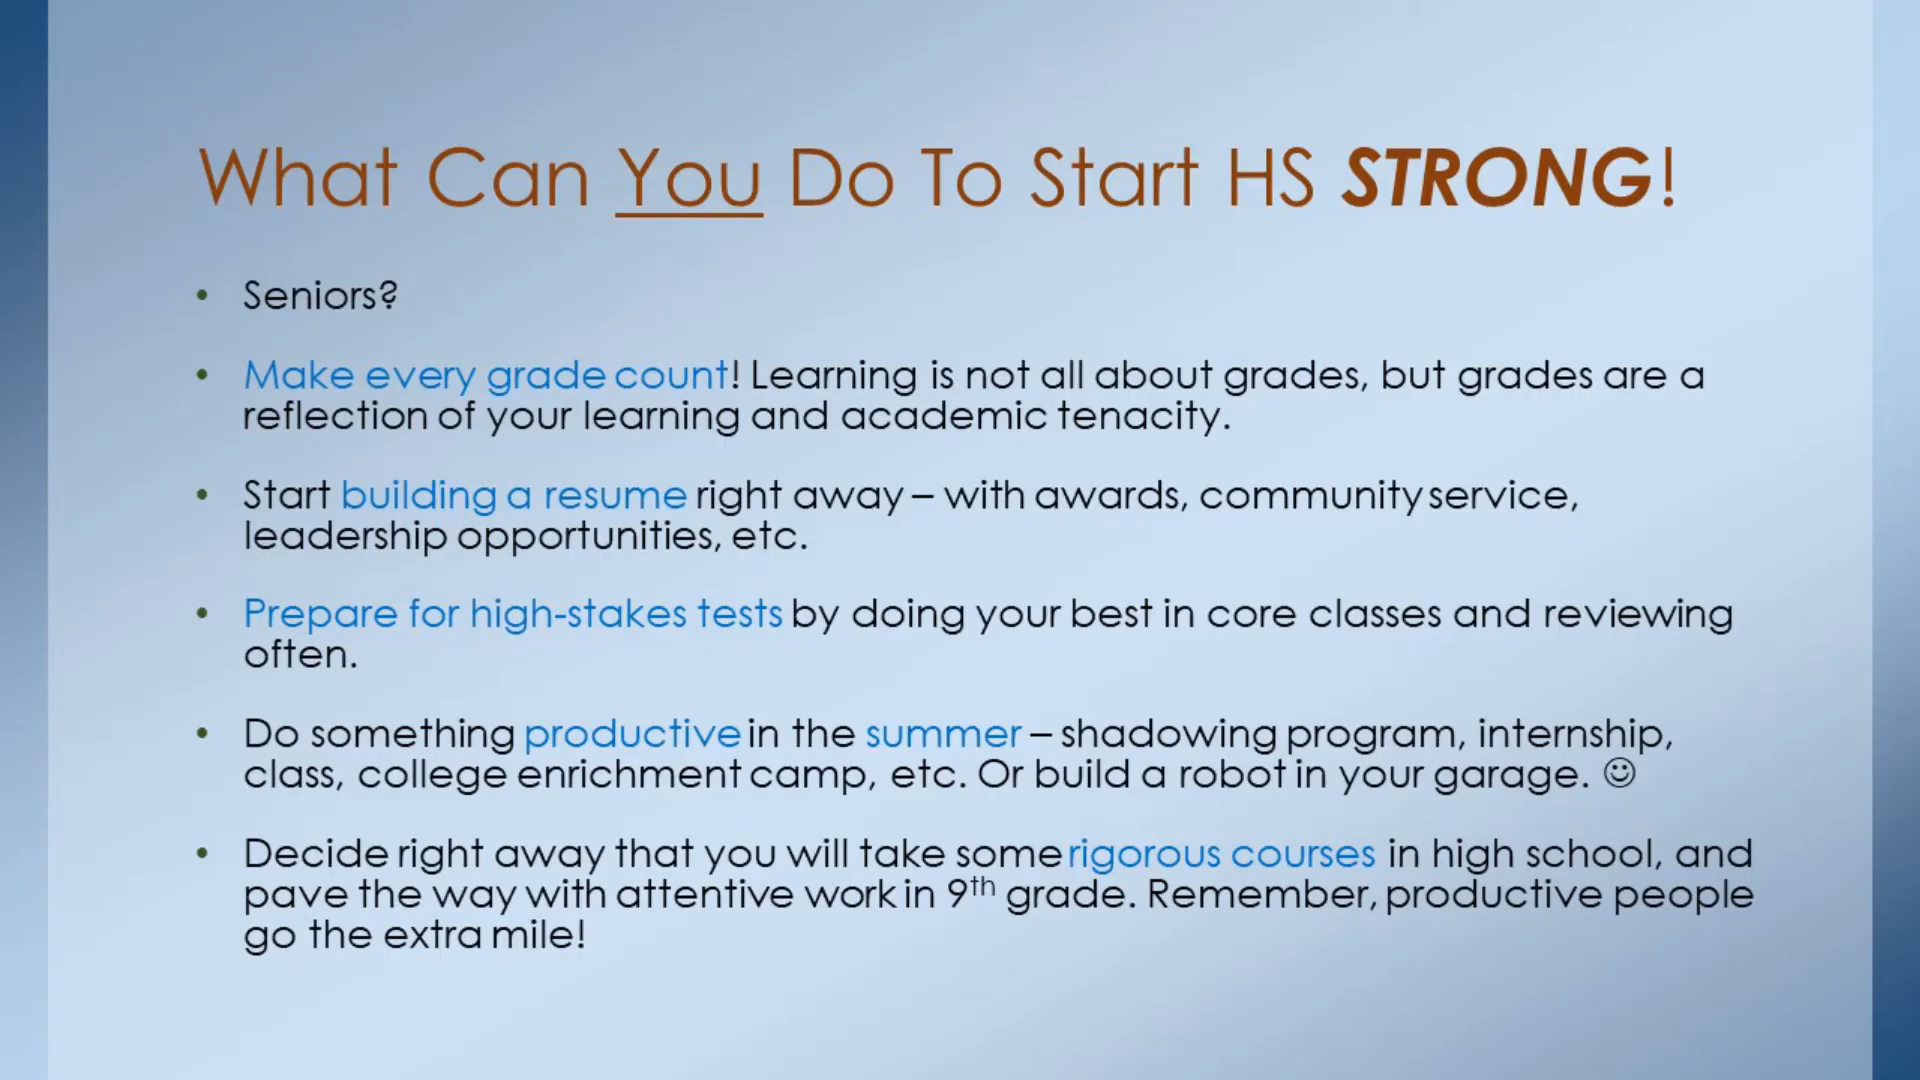 What Can You Do To Start HS STRONG!
• Seniors?
• Make every grade count! Learning is not all about grades, but grades are a
reflection of your learning and academic tenacity.
• Start building a resume right away – with awards, community service,
leadership opportunities, etc.
• Prepare for high-stakes tests by doing your best in core classes and reviewing
often.
• Do something productive in the summer – shadowing program, internship,
class, college enrichment camp, etc. Or build a robot in your garage. ☺
• Decide right away that you will take some rigorous courses in high school, and
pave the way with attentive work in 9th grade. Remember, productive people
go the extra mile!